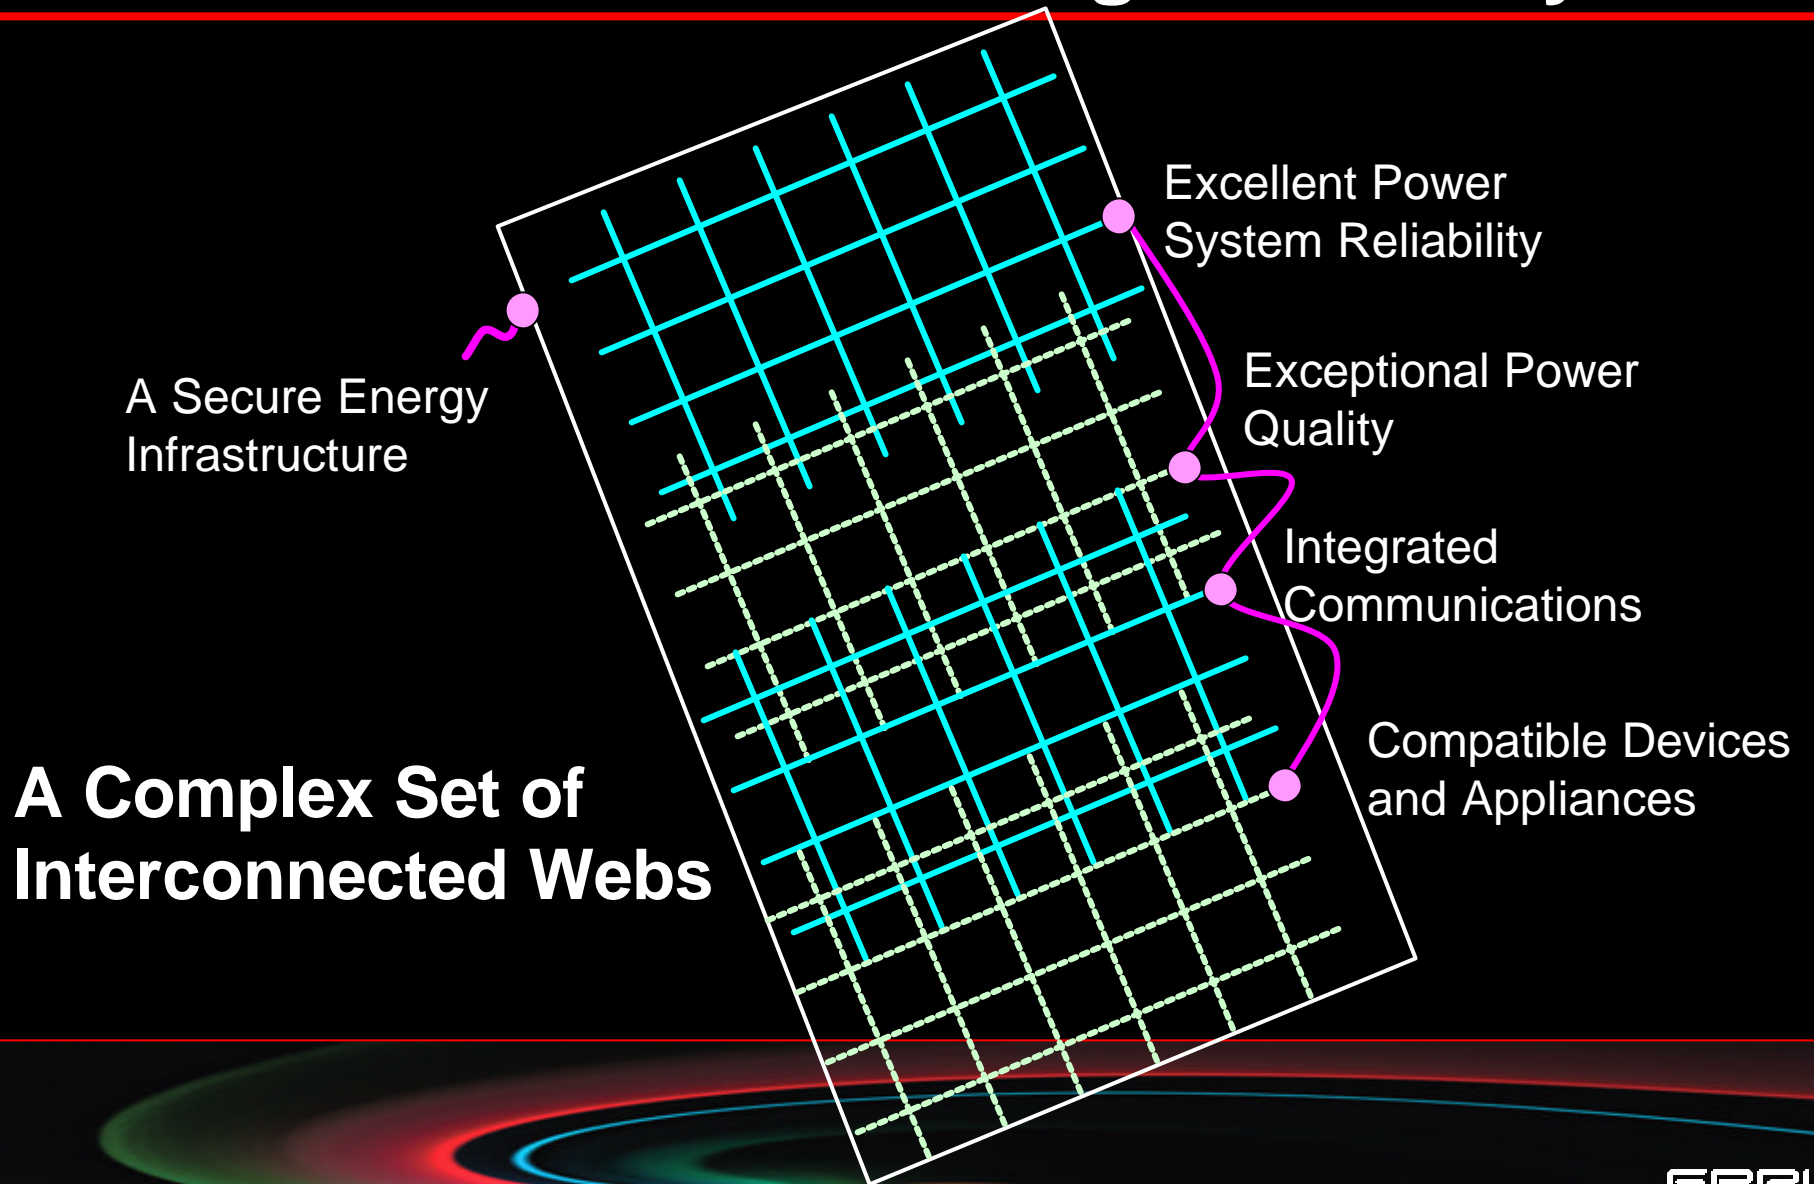 Excellent Power
System Reliability
Exceptional Power
Quality
A Secure Energy
Infrastructure
Integrated
Communications
Compatible Devices
and Appliances
A Complex Set of
Interconnected Webs